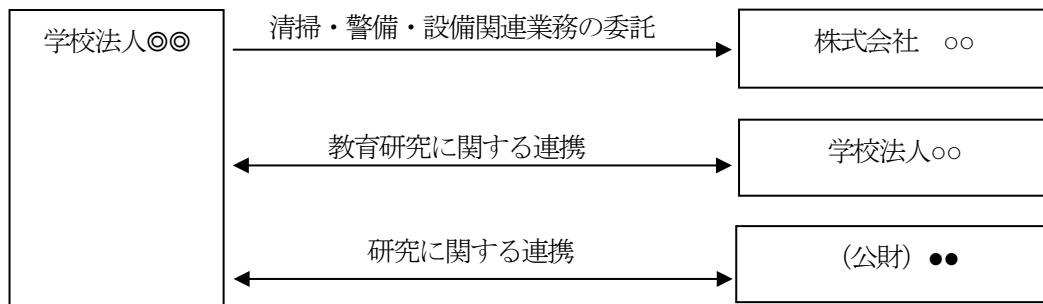 学校法人◎◎
清掃・警備・設備関連業務の委託
株式会社　○○
教育研究に関する連携
学校法人○○
研究に関する連携
（公財）●●